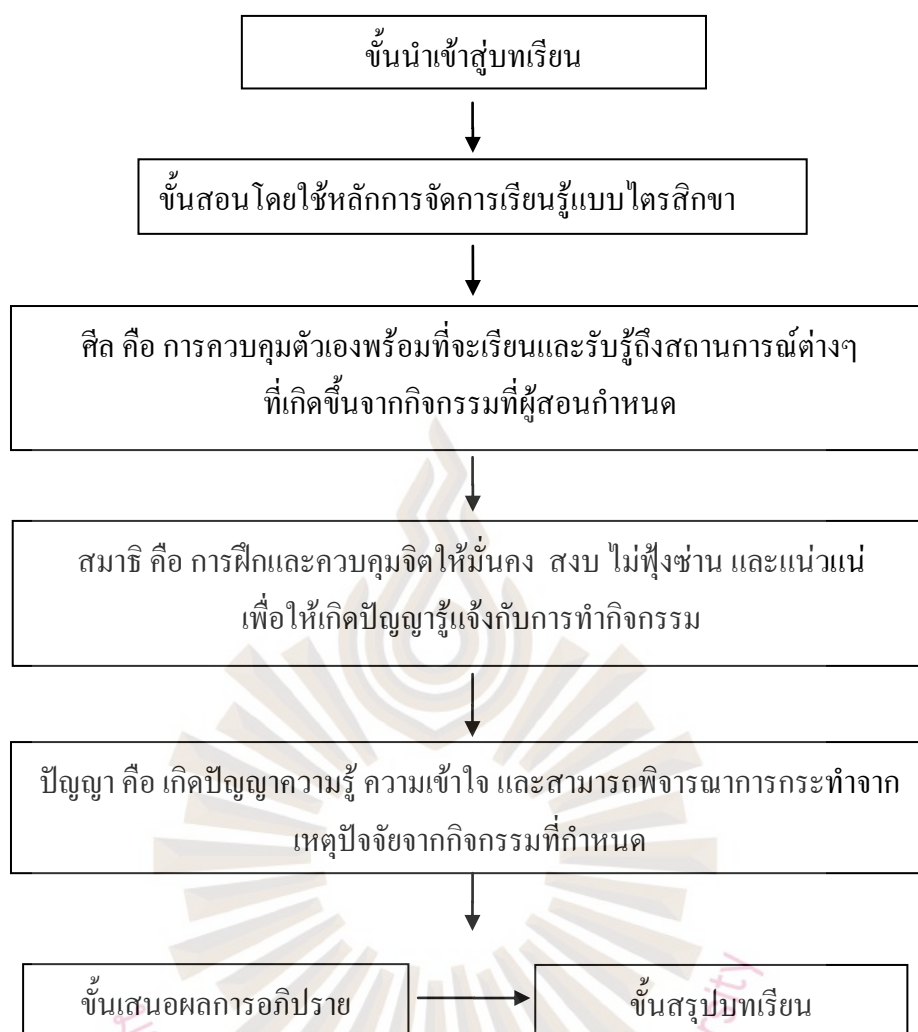 ขั้นนำเข้าสู่บทเรียน
ขั้นสอนโดยใช้หลักการจัดการเรียนรู้แบบไตรสิกขา
ศีล คือ การควบคุมตัวเองพร้อมที่จะเรียนและรับรู้ถึงสถานการณ์ต่างๆ
ที่เกิดขึ้นจากกิจกรรมที่ผู้สอนกำหนด
สมาธิ คือ การฝึกและควบคุมจิตให้มั่นคง สงบ ไม่ฟุ้งซ่าน และแน่วแน่
เพื่อให้เกิดปัญญารู้แจ้งกับการทำกิจกรรม
ปัญญา คือ เกิดปัญญาความรู้ ความเข้าใจ และสามารถพิจารณาการกระทำจาก
เหตุปัจจัยจากกิจกรรมที่กำหนด
ขั้นเสนอผลการอภิปราย
ขั้นสรุปบทเรียน